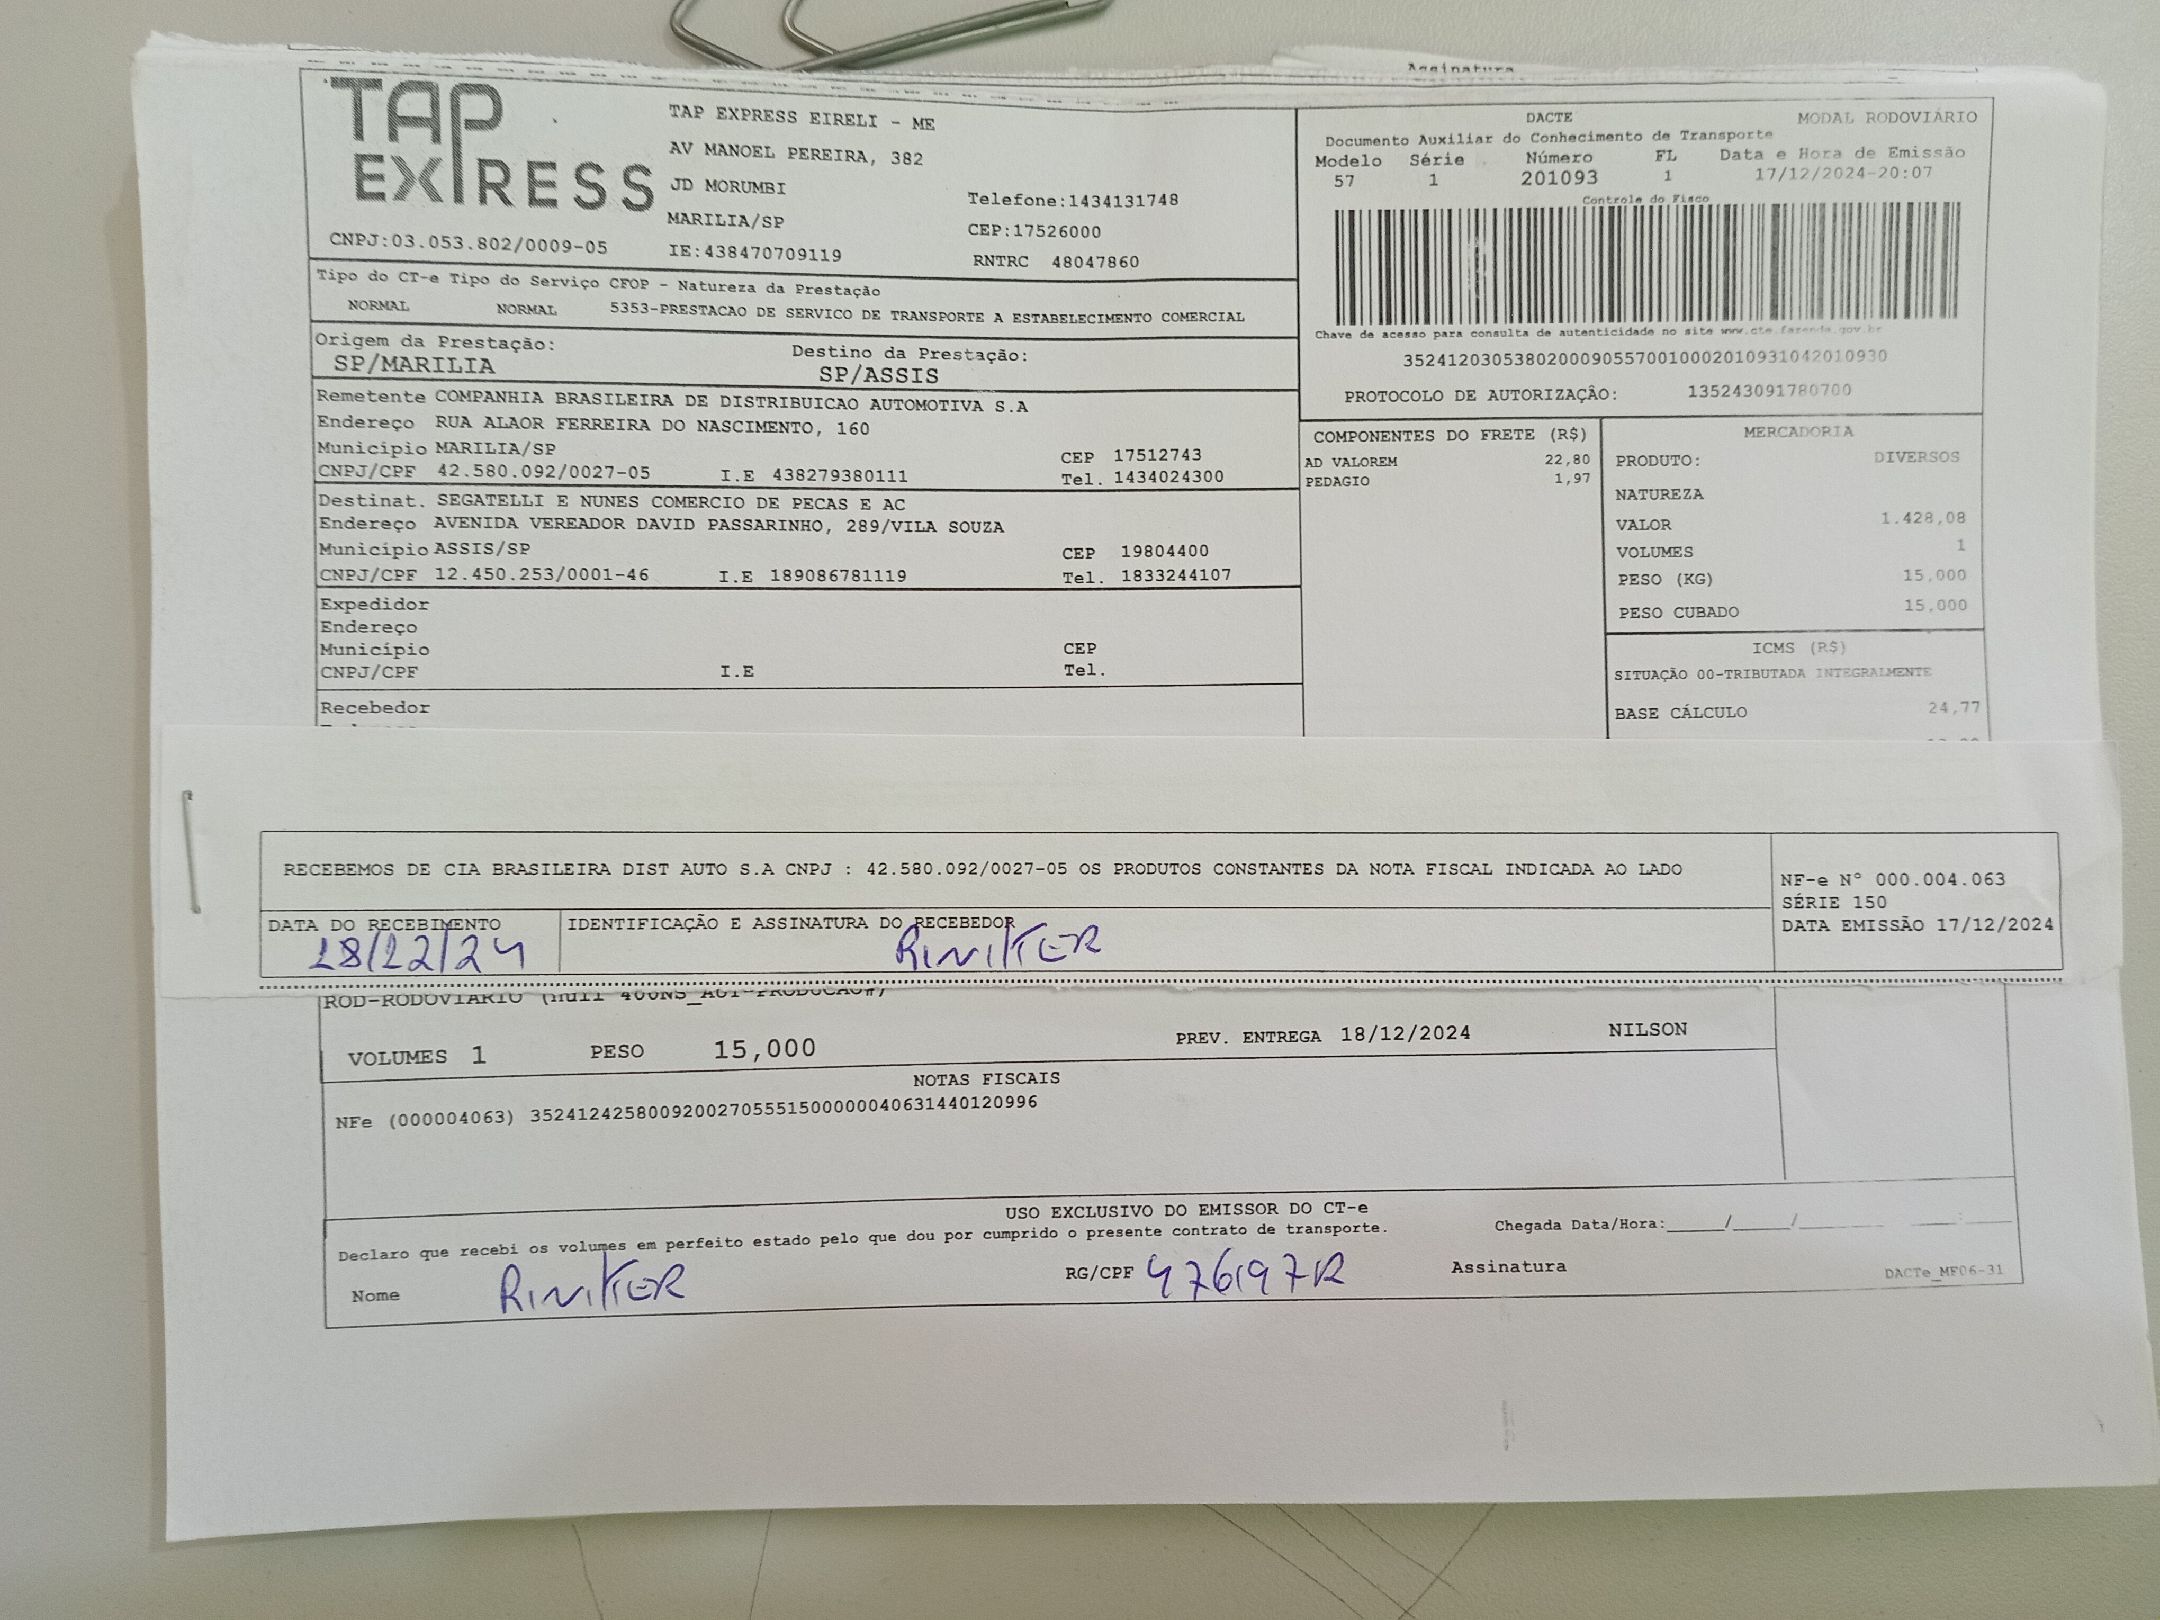 Assinatura
TAP
EXPRESS
TAP EXPRESS EIRELI - ME
AV MANOEL PEREIRA, 382
JD MORUMBI
MARILIA/SP
Telefone:1434131748
CEP:17526000
CNPJ:03.053.802/0009-05
IE:438470709119
RNTRC 48047860
DACTE MODAL RODOVIÁRIO
Documento Auxiliar do Conhecimento de Transporte
Modelo Série Número FL Data e Hora de Emissão
57 1 201093 1 17/12/2024-20:07
Controle do Fisco
Chave de acesso para consulta de autenticidade no site www.cte.fazenda.gov.br
35241203053802000905570010002010931042010930
PROTOCOLO DE AUTORIZAÇÃO: 135243091780700
Tipo do CT-e Tipo do Serviço CFOP - Natureza da Prestação
NORMAL NORMAL 5353-PRESTACAO DE SERVICO DE TRANSPORTE A ESTABELECIMENTO COMERCIAL
Origem da Prestação: Destino da Prestação:
SP/MARILIA SP/ASSIS
Remetente COMPANHIA BRASILEIRA DE DISTRIBUICAO AUTOMOTIVA S.A
Endereço RUA ALAOR FERREIRA DO NASCIMENTO, 160
Município MARILIA/SP CEP 17512743
CNPJ/CPF 42.580.092/0027-05 I.E 438279380111 Tel. 1434024300
Destinat. SEGATELLI E NUNES COMERCIO DE PECAS E AC
Endereço AVENIDA VEREADOR DAVID PASSARINHO, 289/VILA SOUZA
Município ASSIS/SP CEP 19804400
CNPJ/CPF 12.450.253/0001-46 I.E 189086781119 Tel. 1833244107
Expedidor
Endereço
Município CEP
CNPJ/CPF I.E Tel.
Recebedor
COMPONENTES DO FRETE (R$)
AD VALOREM 22,80
PEDAGIO 1,97
MERCADORIA
PRODUTO: DIVERSOS
NATUREZA
VALOR 1.428,08
VOLUMES 1
PESO (KG) 15,000
PESO CUBADO 15,000
ICMS (R$)
SITUAÇÃO 00-TRIBUTADA INTEGRALMENTE
BASE CÁLCULO 24,77
RECEBEMOS DE CIA BRASILEIRA DIST AUTO S.A CNPJ : 42.580.092/0027-05 OS PRODUTOS CONSTANTES DA NOTA FISCAL INDICADA AO LADO
NF-e N° 000.004.063
SÉRIE 150
DATA EMISSÃO 17/12/2024
DATA DO RECEBIMENTO IDENTIFICAÇÃO E ASSINATURA DO RECEBEDOR
18/12/24
ROD-RODOVIARIO
VOLUMES 1 PESO 15,000 PREV. ENTREGA 18/12/2024 NILSON
NOTAS FISCAIS
NFe (000004063) 35241242580092002705551500000040631440120996
USO EXCLUSIVO DO EMISSOR DO CT-e
Declaro que recebi os volumes em perfeito estado pelo que dou por cumprido o presente contrato de transporte. Chegada Data/Hora:_____/_____/_______ ____:____
Nome RG/CPF Assinatura DACTe_MF06-31